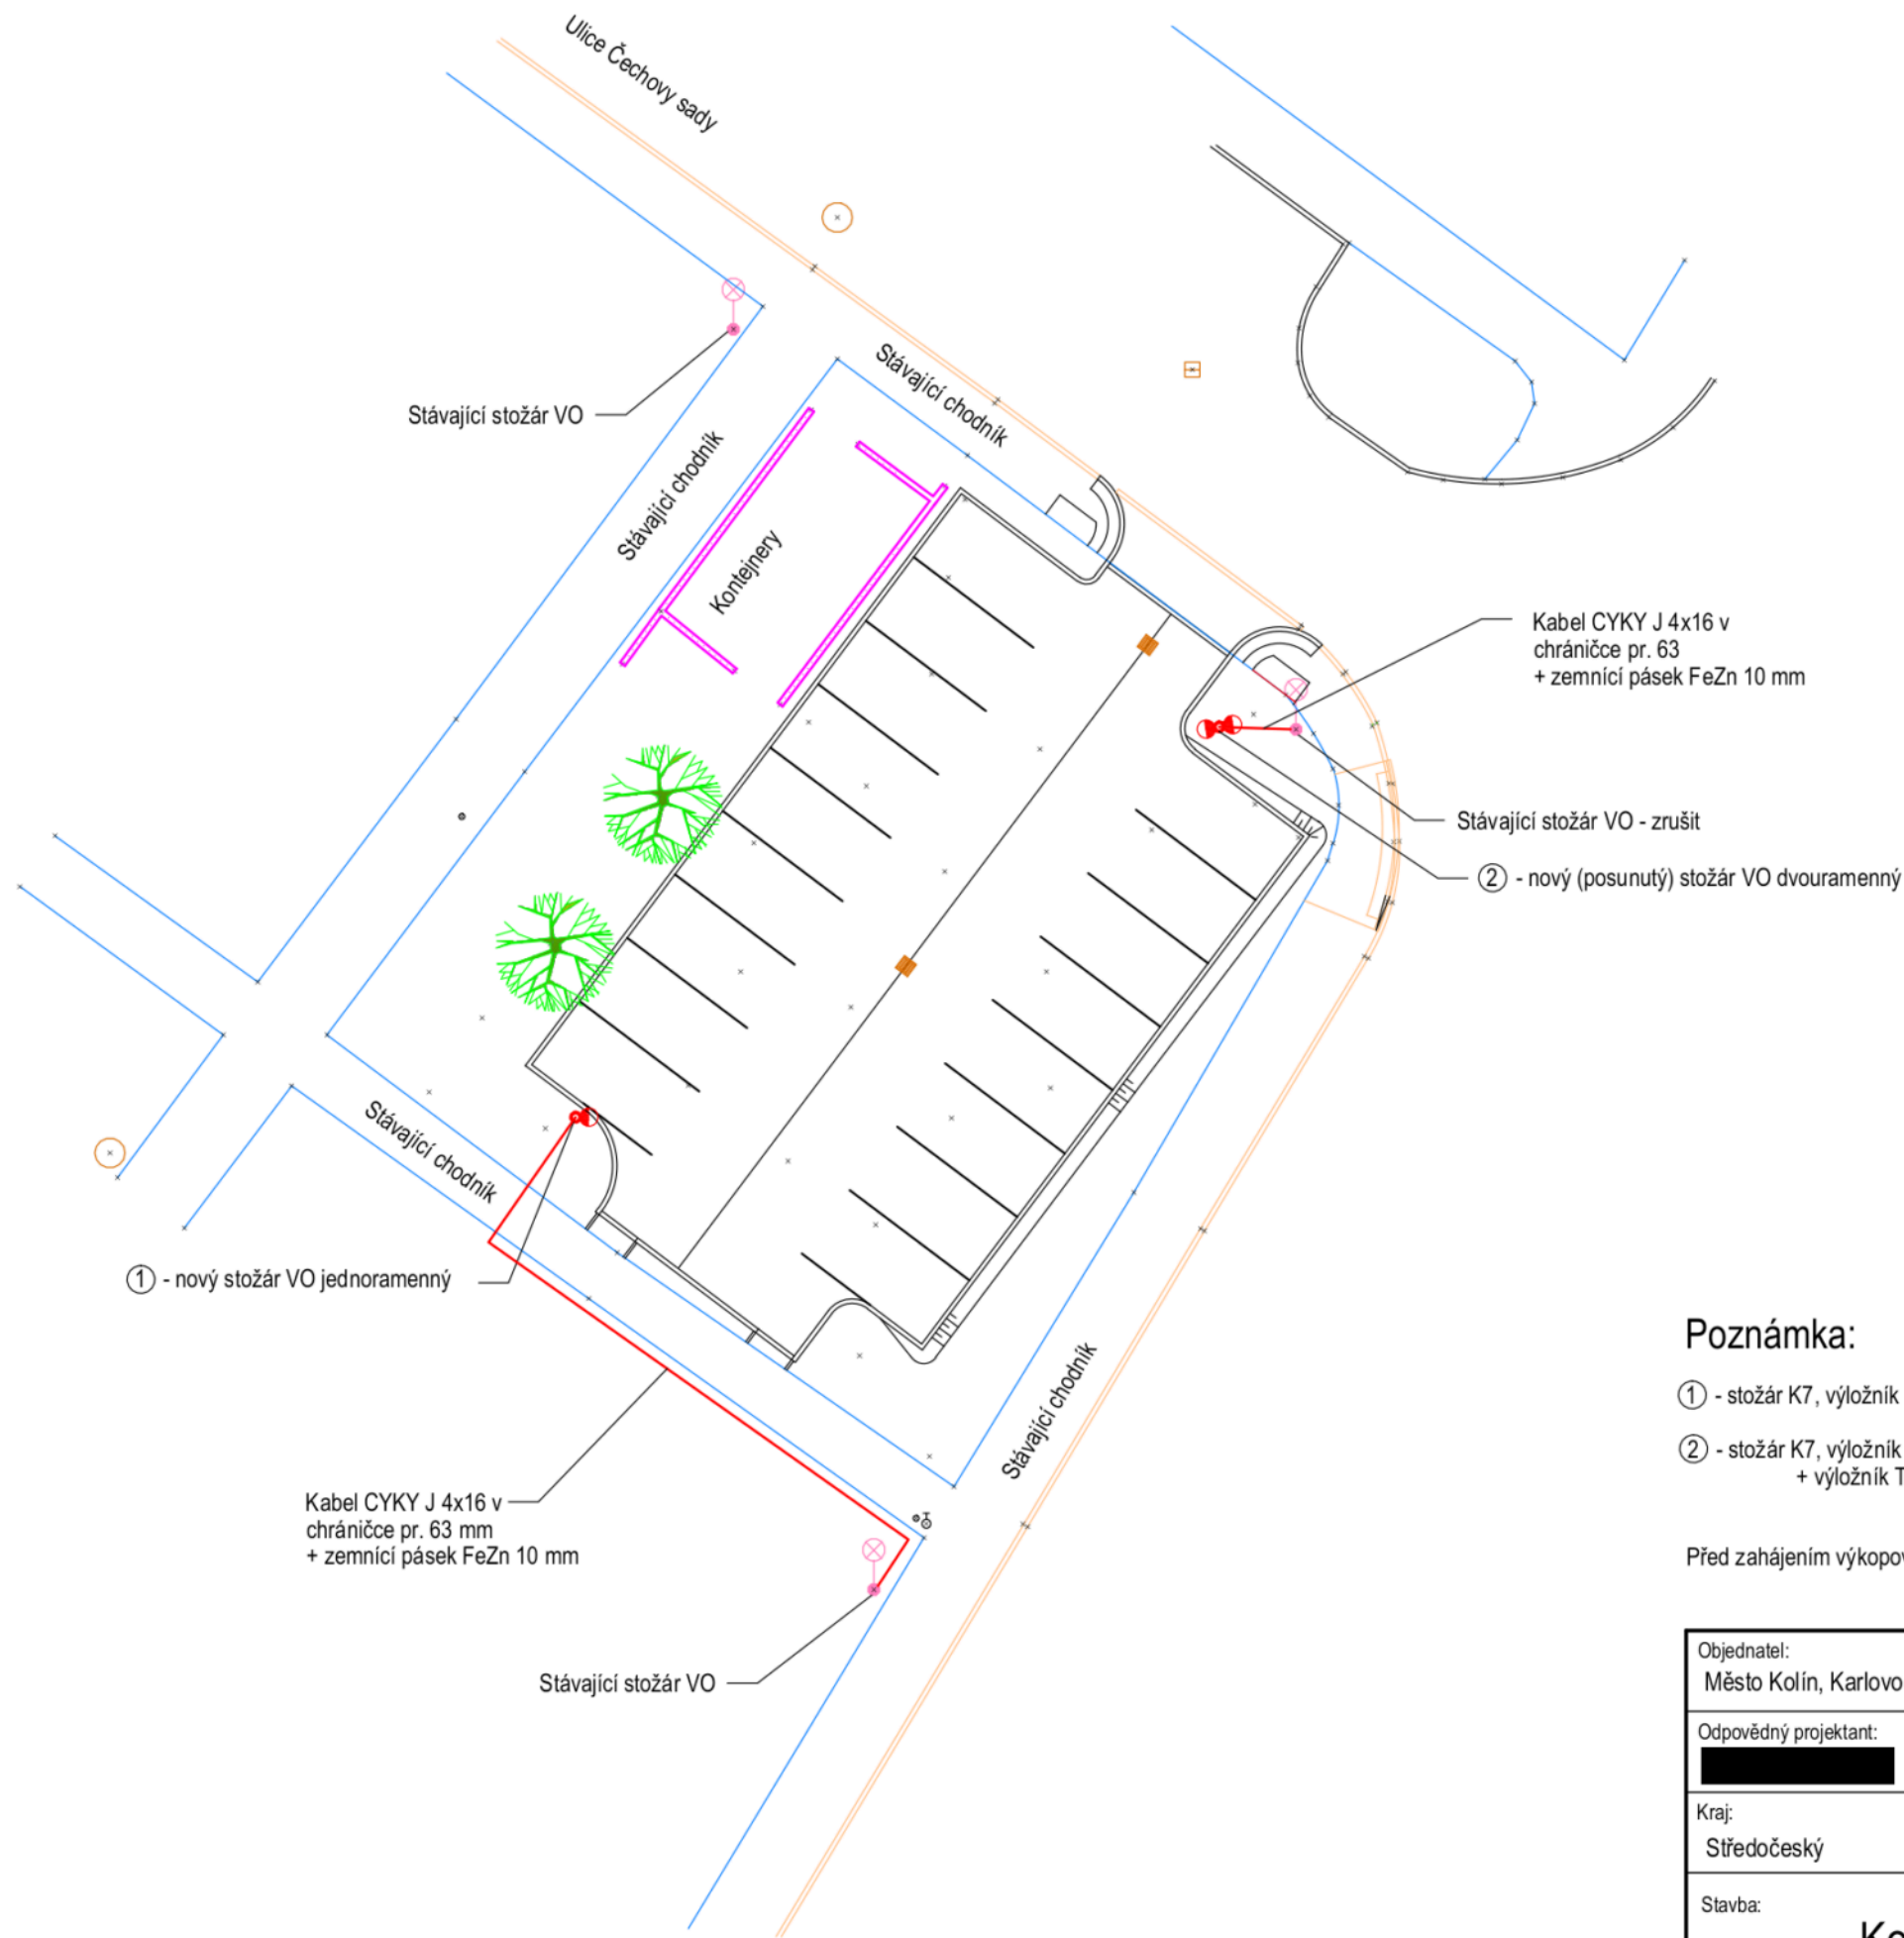 Ulice Čechovy sady
Stávající chodník
Stávající stožár VO
Stávající chodník
Kontejnery
Kabel CYKY J 4x16 v
chráničce pr. 63
+ zemnící pásek FeZn 10 mm
Stávající stožár VO - zrušit
2 - nový (posunutý) stožár VO dvouramenný
Stávající chodník
1 - nový stožár VO jednoramenný
Stávající chodník
Kabel CYKY J 4x16 v
chráničce pr. 63 mm
+ zemnící pásek FeZn 10 mm
Stávající stožár VO
Poznámka:
1 - stožár K7, výložník
2 - stožár K7, výložník
+ výložník
Před zahájením
Objednatel:
Město Kolín, Karlovo
Odpovědný projektant:
Kraj:
Středočeský
Stavba: